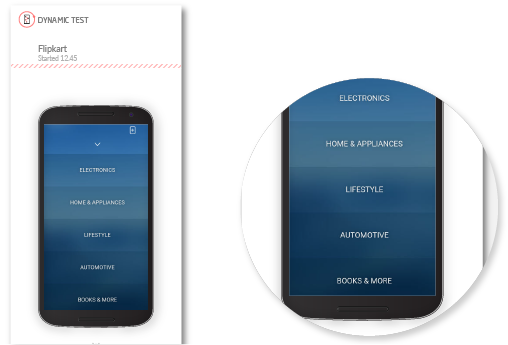 DYNAMIC TEST
Flipkart
Started 12.45
ELECTRONICS
HOME & APPLIANCES
LIFESTYLE
AUTOMOTIVE
BOOKS & MORE
ELECTRONICS
HOME & APPLIANCES
LIFESTYLE
AUTOMOTIVE
BOOKS & MORE